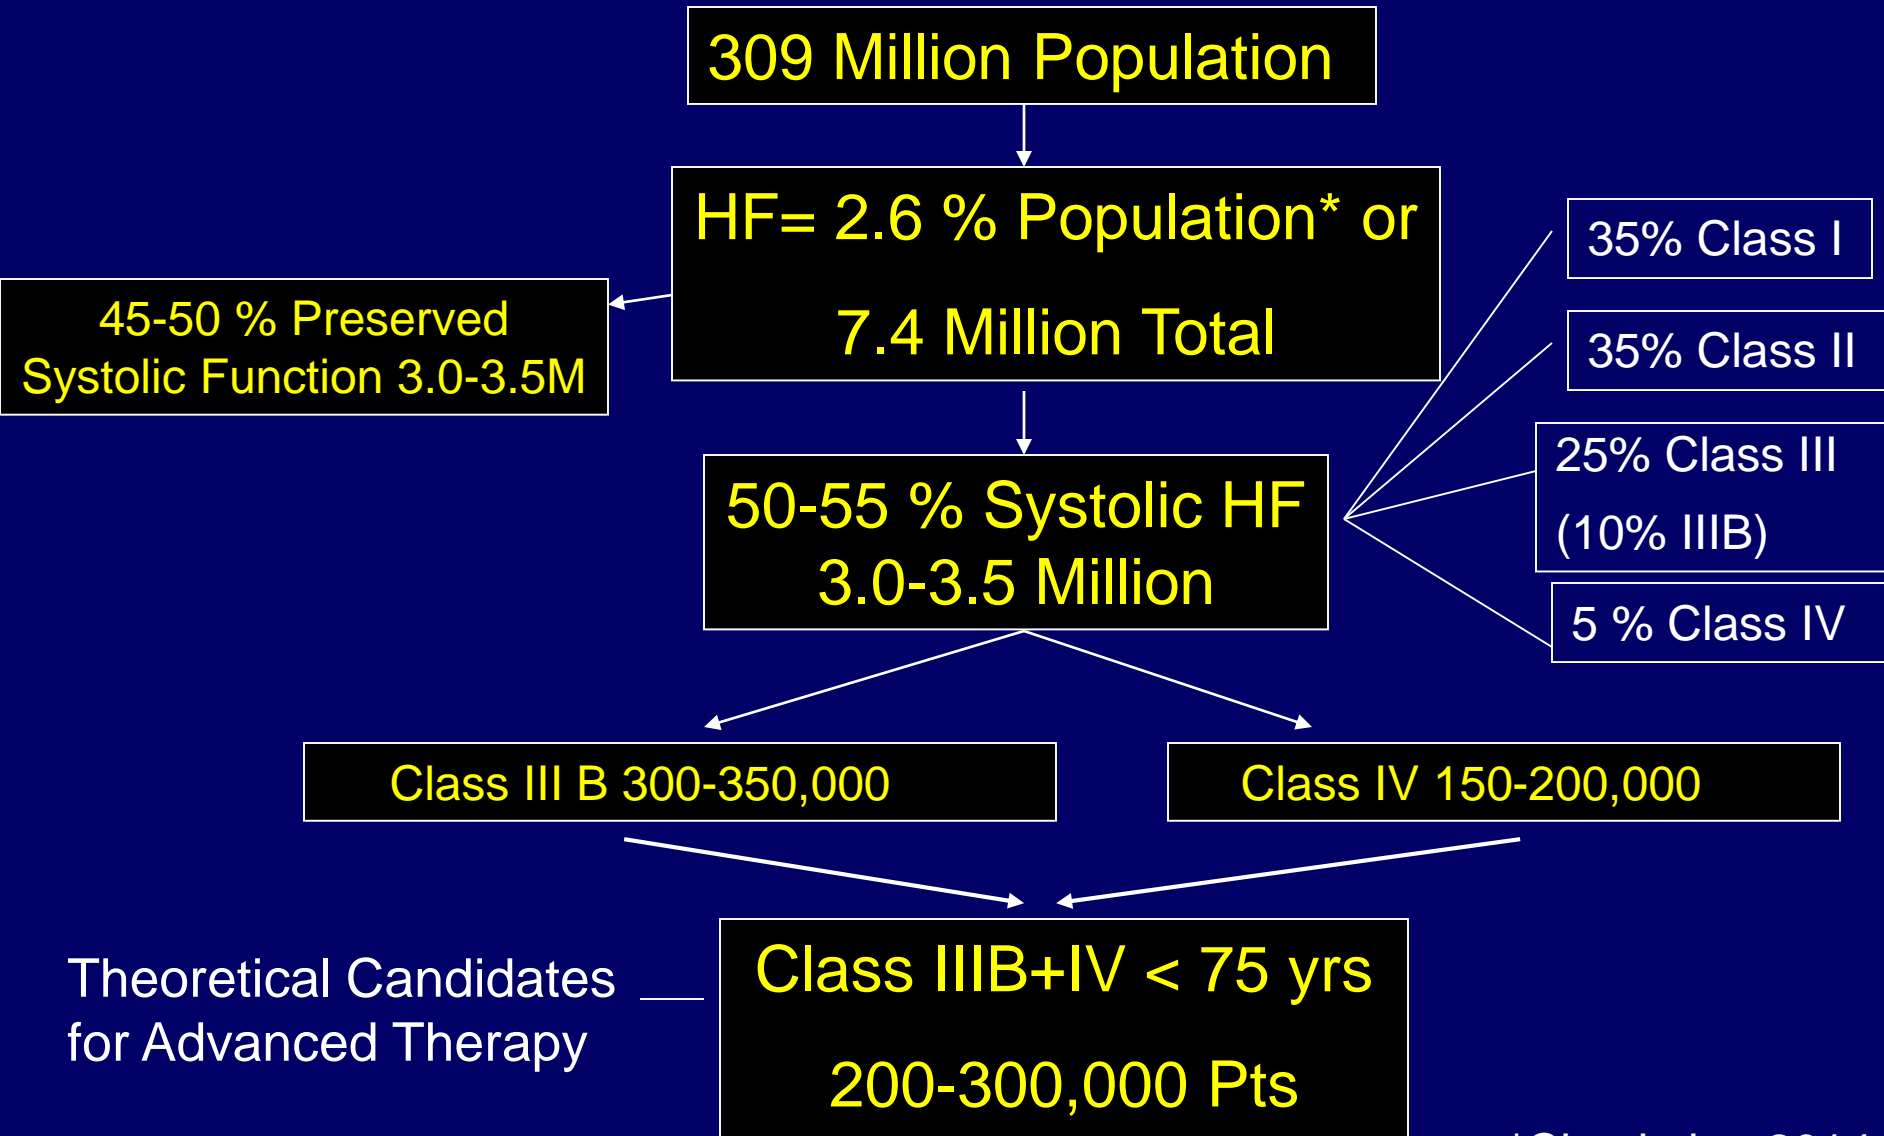 309 Million Population
HF= 2.6 % Population* or
7.4 Million Total
45-50 % Preserved
Systolic Function 3.0-3.5M
35% Class I
35% Class II
25% Class III
(10% IIIB)
5 % Class IV
50-55 % Systolic HF
3.0-3.5 Million
Class III B 300-350,000
Class IV 150-200,000
Theoretical Candidates
for Advanced Therapy
Class IIIB+IV < 75 yrs
200-300,000 Pts